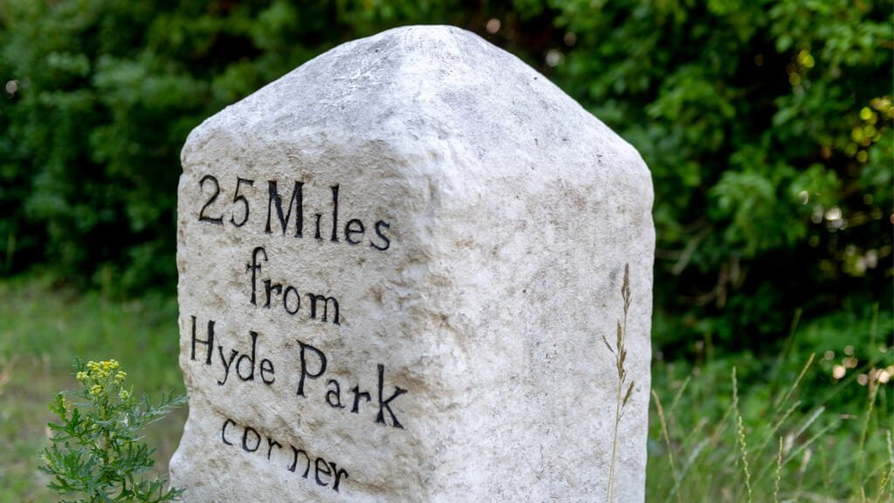 25 Miles
from
Hyde Park
corner